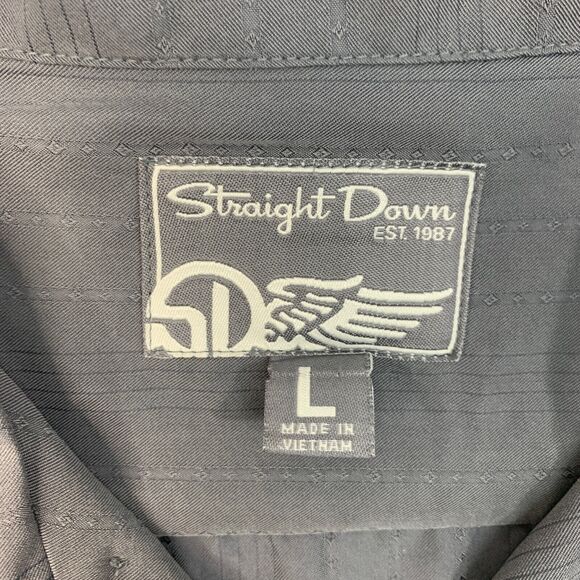 Straight Down
EST. 1987
SD
L
MADE IN
VIETNAM